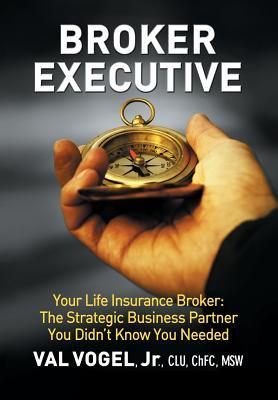 BROKER
EXECUTIVE
Your Life Insurance Broker:
The Strategic Business Partner
You Didn't Know You Needed
VAL VOGEL, Jr., CLU, ChFC, MSW